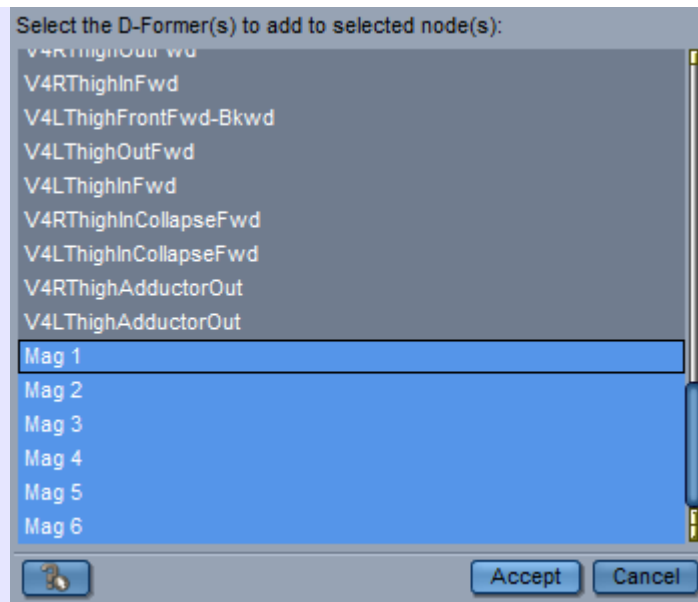 Select the D-Former(s) to add to selected node(s):
V4RThighOutFwd
V4RThighInFwd
V4LThighFrontFwd-Bkwd
V4LThighOutFwd
V4LThighInFwd
V4RThighInCollapseFwd
V4LThighInCollapseFwd
V4RThighAdductorOut
V4LThighAdductorOut
Mag 1
Mag 2
Mag 3
Mag 4
Mag 5
Mag 6
Accept
Cancel